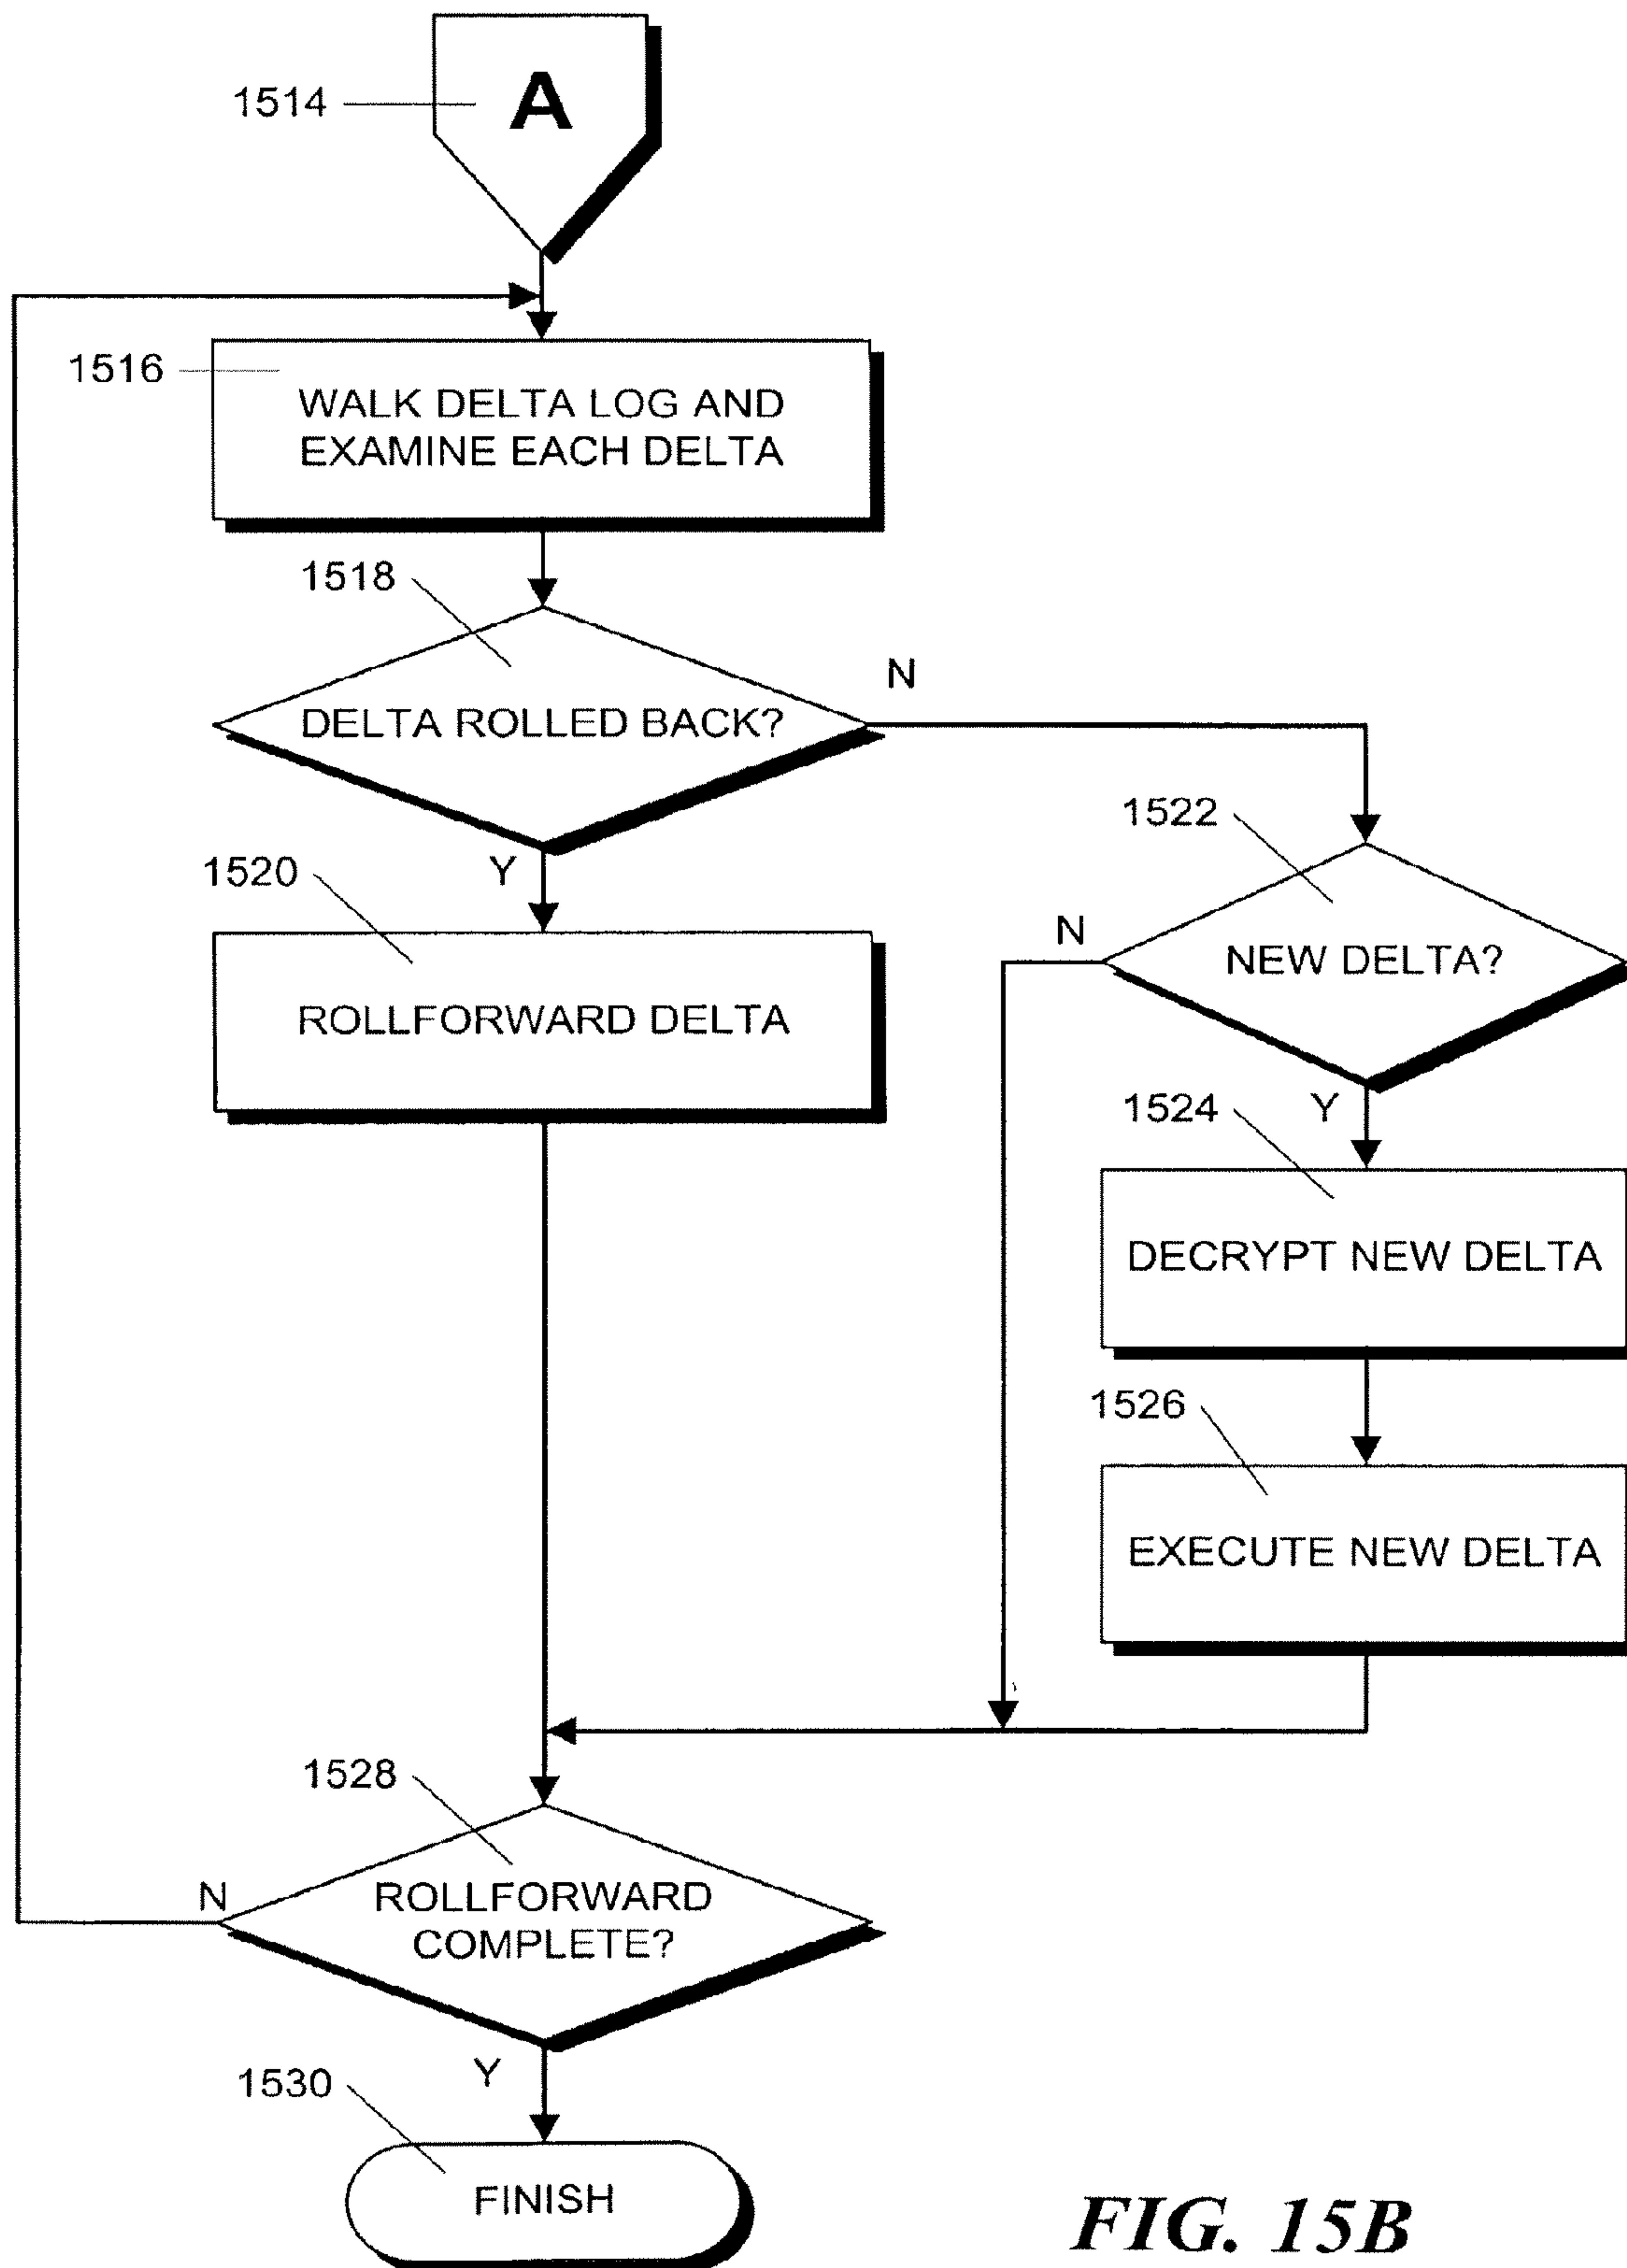 1514
A
1516
WALK DELTA LOG AND
EXAMINE EACH DELTA
1518
DELTA ROLLED BACK?
N
Y
1520
ROLLFORWARD DELTA
1522
NEW DELTA?
N
Y
1524
DECRYPT NEW DELTA
1526
EXECUTE NEW DELTA
1528
ROLLFORWARD
COMPLETE?
N
Y
1530
FINISH
FIG. 15B